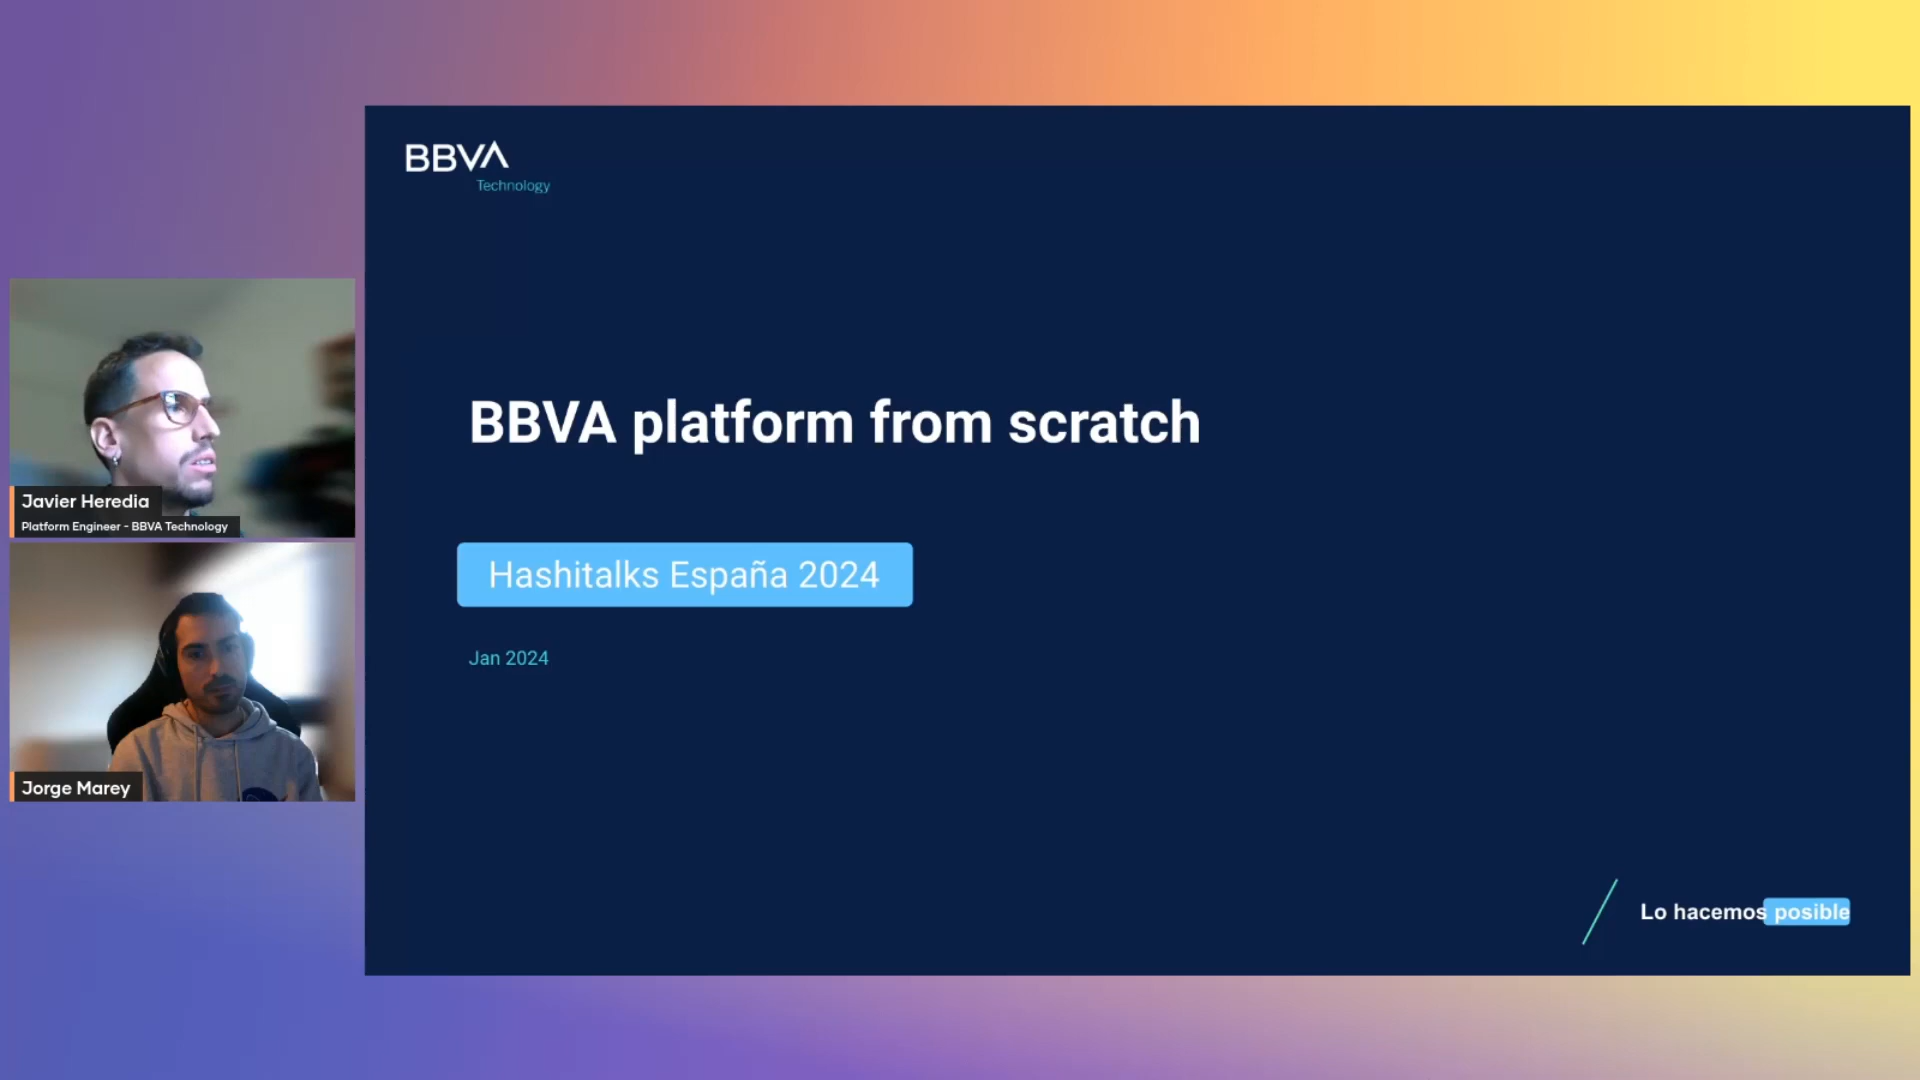 BBVA
Technology
BBVA platform from scratch
Hashitalks España 2024
Jan 2024
Lo hacemos posible
Javier Heredia
Platform Engineer - BBVA Technology
Jorge Marey